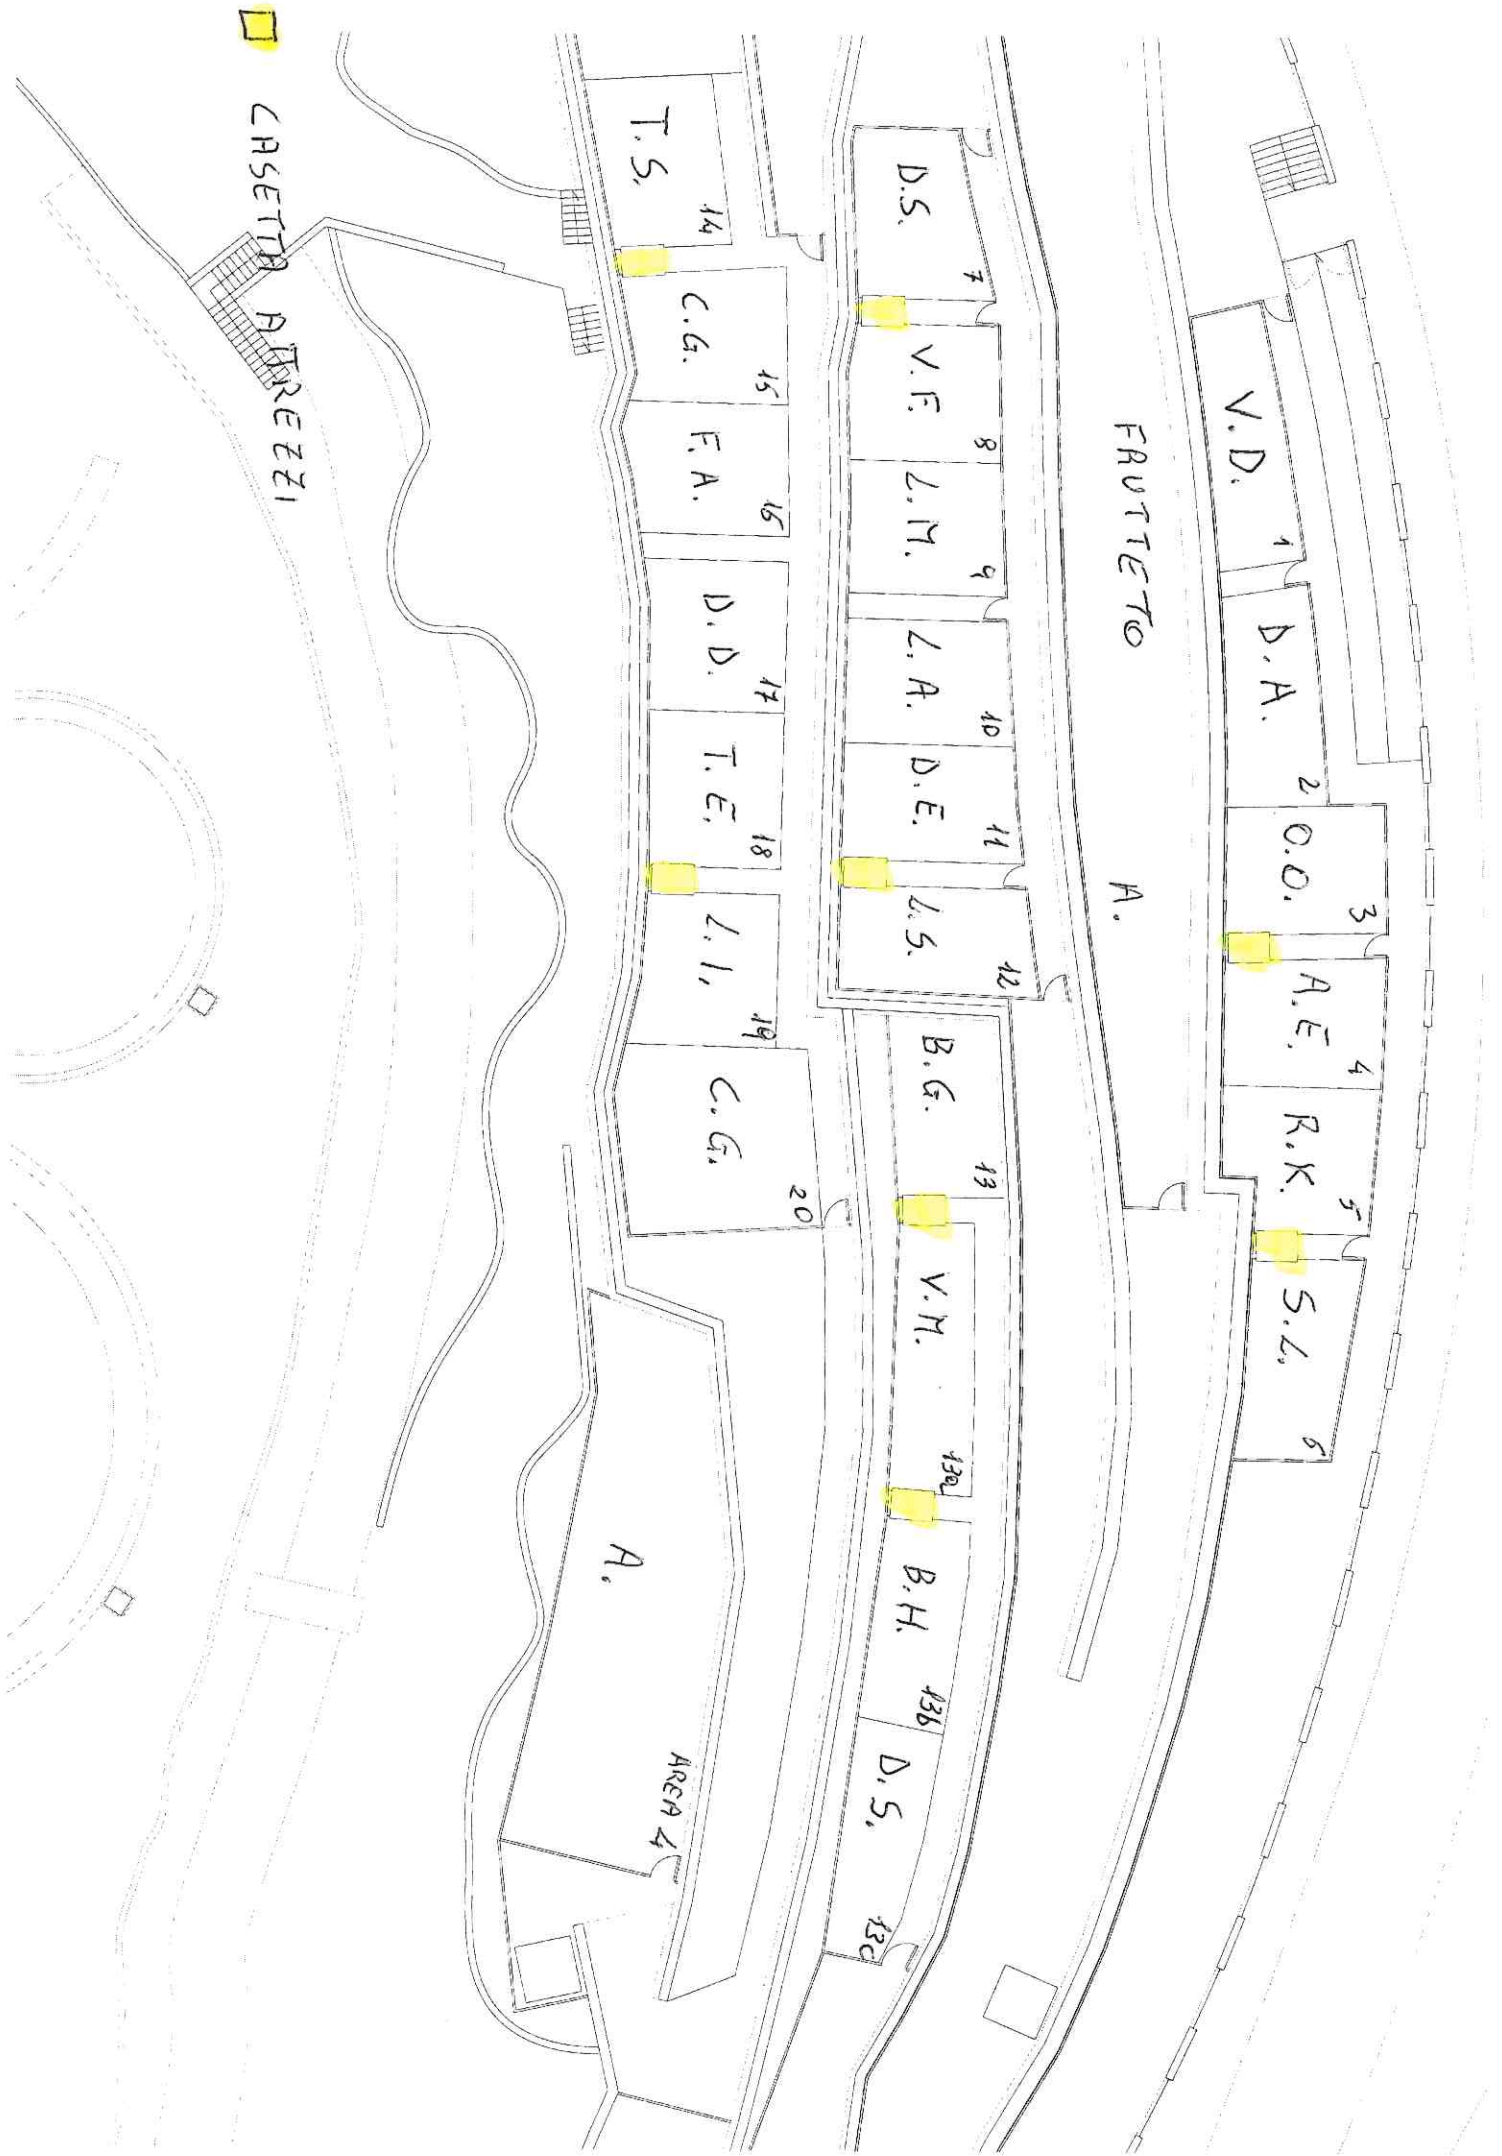 CASETTA ATTREZZI
FRUTTETO
A.
V.D. 1
D.A. 2
O.O. 3
A.E. 4
R.K. 5
S.L. 6
D.S. 7
V.F. 8
L.M. 9
L.A. 10
D.E. 11
L.S. 12
B.G. 13
V.M. 13a
B.H. 13b
D.S. 13c
T.S. 14
C.G. 15
F.A. 16
D.D. 17
T.E. 18
L.I. 19
C.G. 20
A.
AREA 4